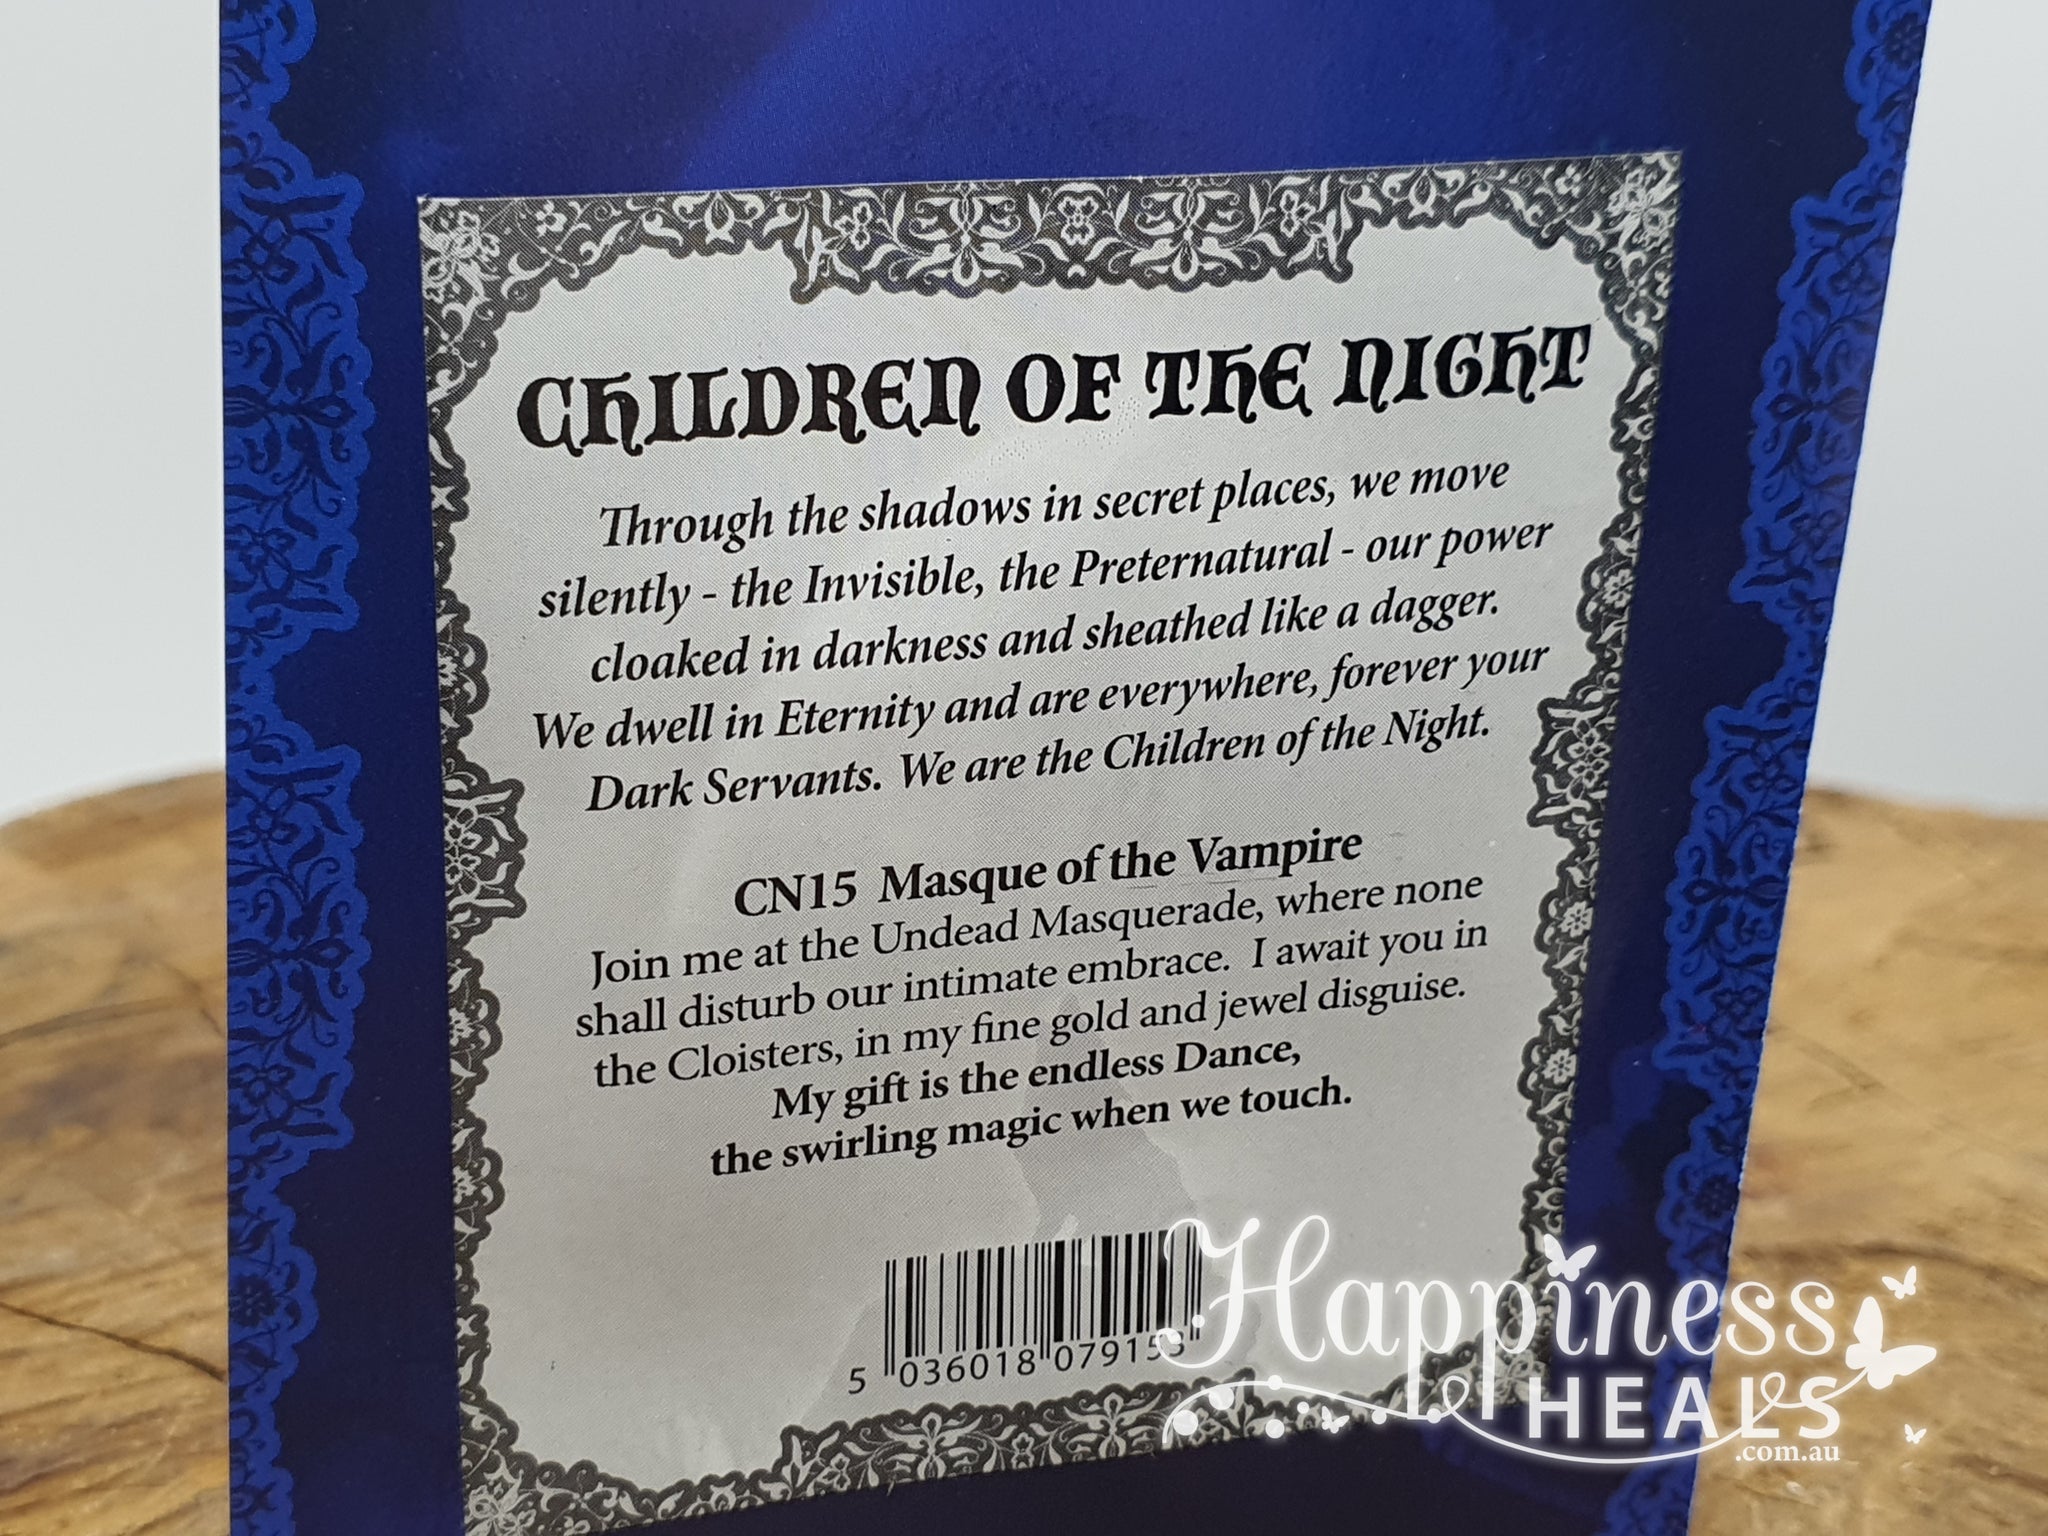 CHILDREN OF THE NIGHT
Through the shadows in secret places, we move
silently - the Invisible, the Preternatural - our power
cloaked in darkness and sheathed like a dagger.
We dwell in Eternity and are everywhere, forever your
Dark Servants. We are the Children of the Night.
CN15 Masque of the Vampire
Join me at the Undead Masquerade, where none
shall disturb our intimate embrace. I await you in
the Cloisters, in my fine gold and jewel disguise.
My gift is the endless Dance,
the swirling magic when we touch.
5 036018 079153
Happiness
HEALS
.com.au